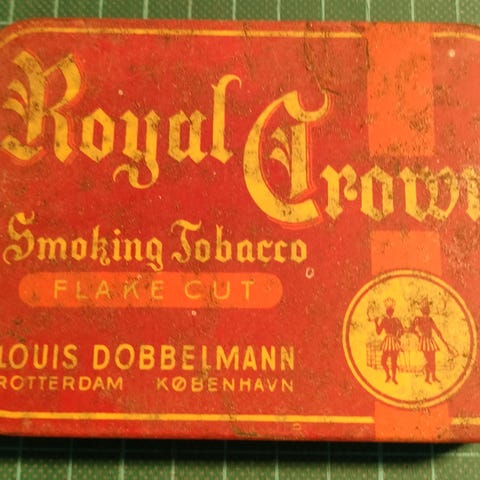 Royal
Crown
Smoking Tobacco
FLAKE CUT
LOUIS DOBBELMANN
ROTTERDAM KØBENHAVN